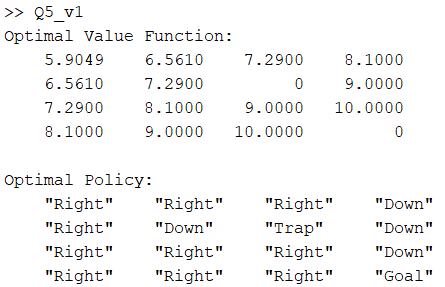 >> Q5_v1
Optimal Value Function:
5.9049 6.5610 7.2900 8.1000
6.5610 7.2900 0 9.0000
7.2900 8.1000 9.0000 10.0000
8.1000 9.0000 10.0000 0
Optimal Policy:
"Right" "Right" "Right" "Down"
"Right" "Down" "Trap" "Down"
"Right" "Right" "Right" "Down"
"Right" "Right" "Right" "Goal"